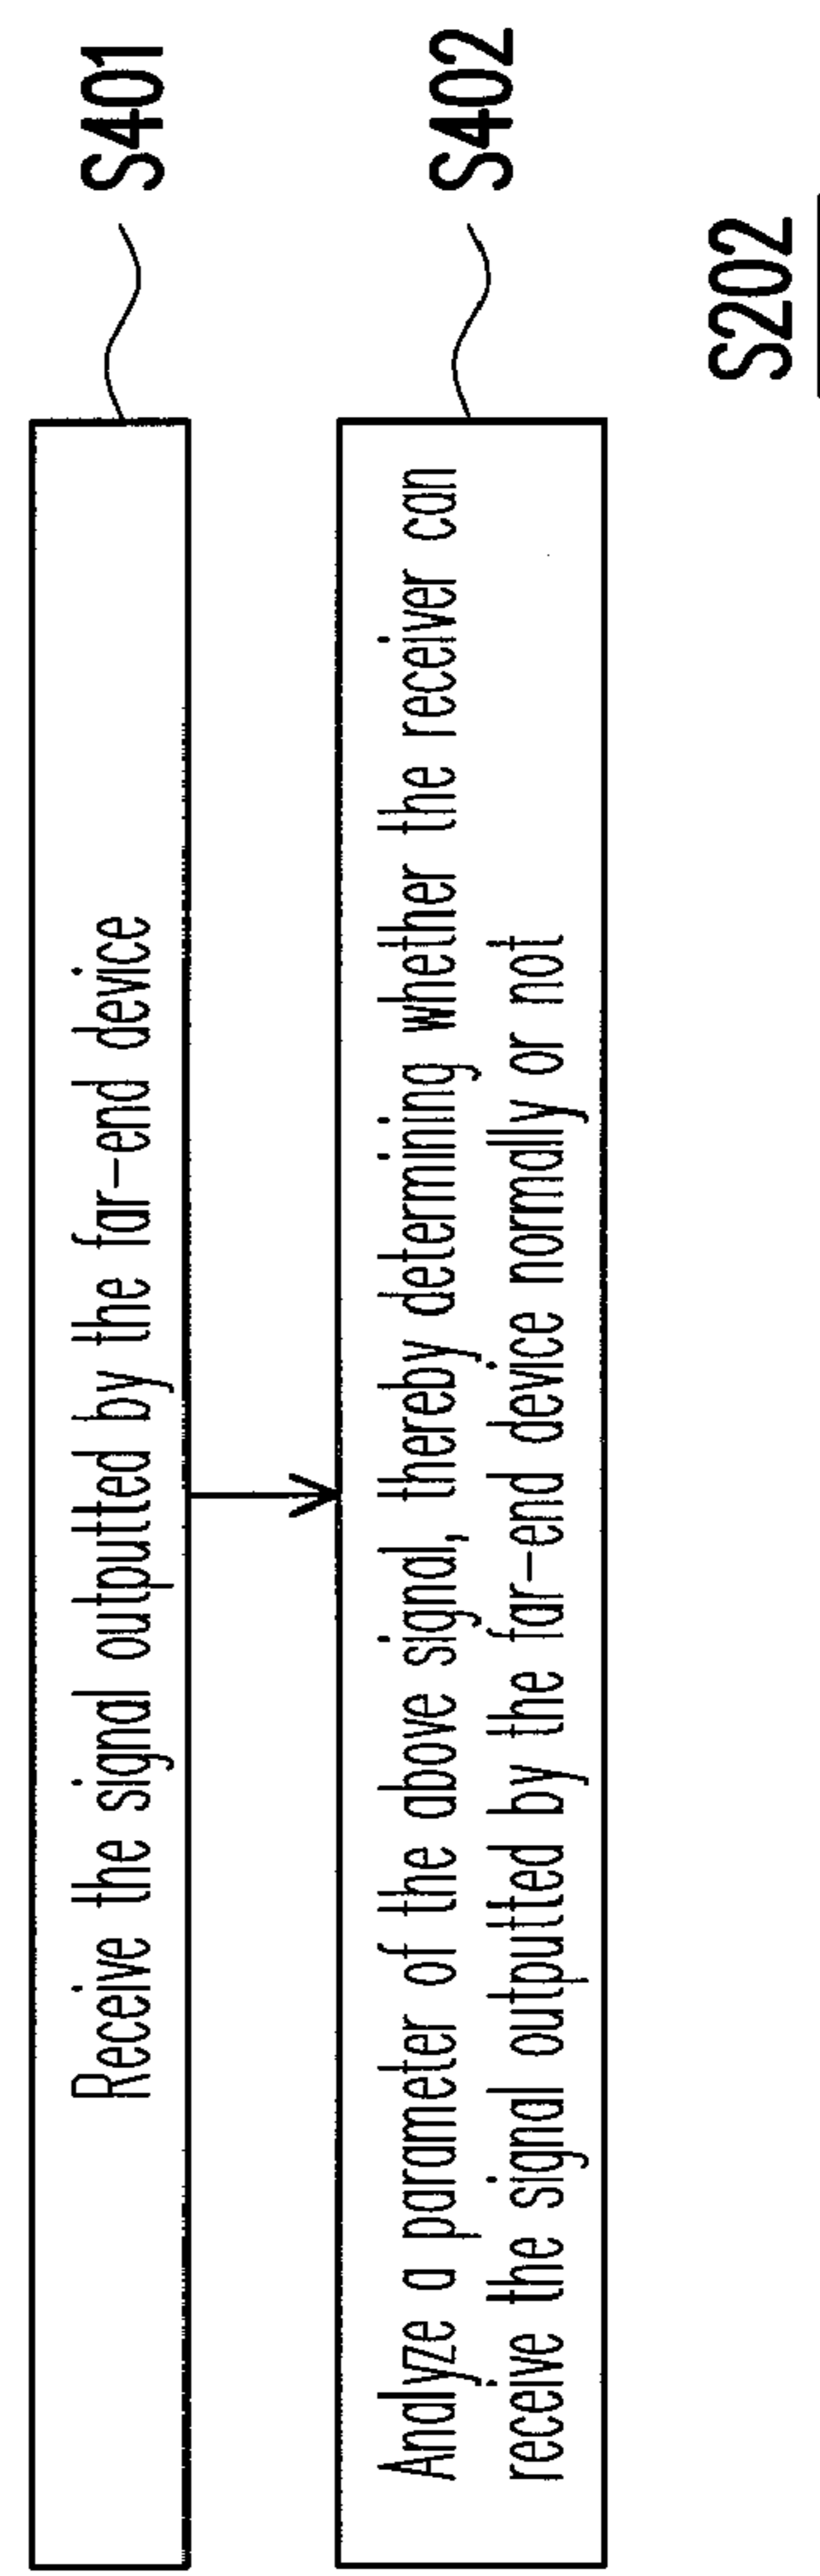 Receive the signal outputted by the far-end device
S401
Analyze a parameter of the above signal, thereby determining whether the receiver can
receive the signal outputted by the far-end device normally or not
S402
S202